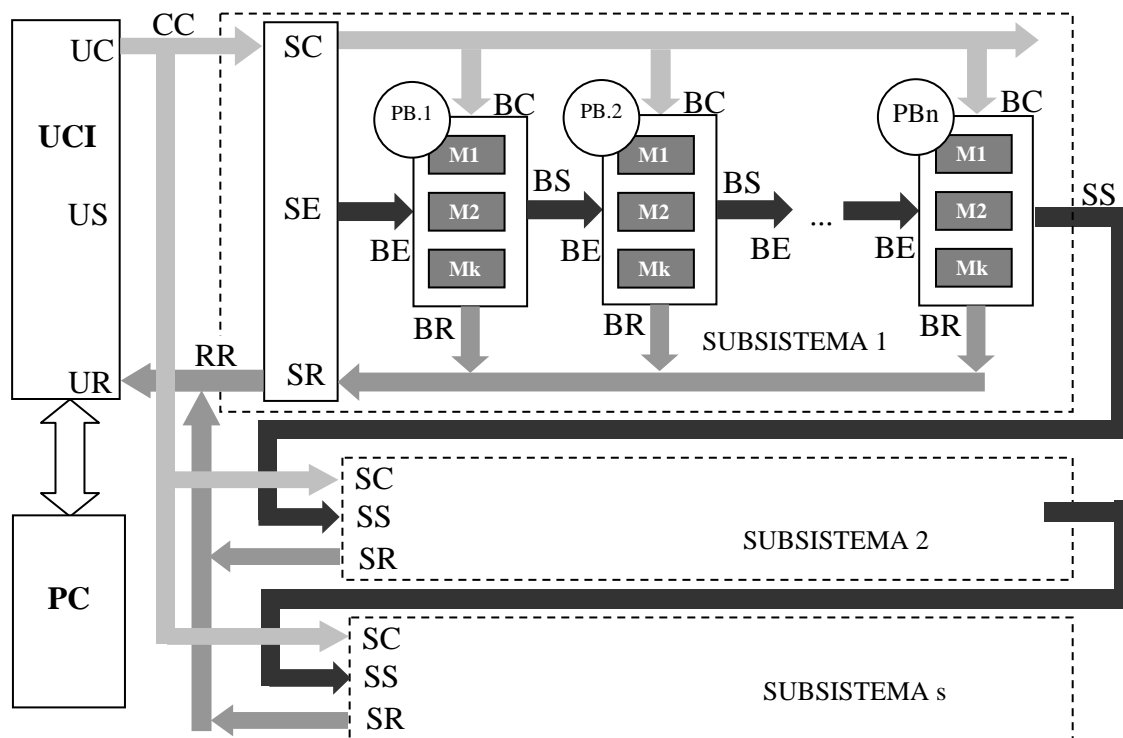 CC
UC
SC
UCI
PB.1
BC
PB.2
BC
PBn
BC
M1
M1
M1
US
SE
BS
BS
SS
M2
M2
...
M2
BE
BE
BE
BE
Mk
Mk
Mk
BR
BR
BR
SUBSISTEMA 1
RR
UR
SR
SC
SS
SUBSISTEMA 2
SR
PC
SC
SS
SUBSISTEMA s
SR